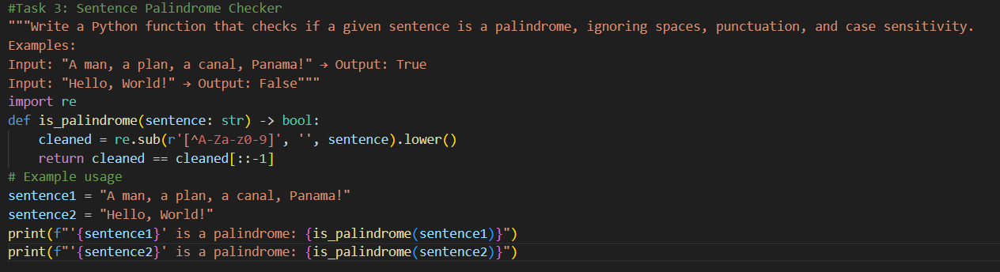 #Task 3: Sentence Palindrome Checker
"""Write a Python function that checks if a given sentence is a palindrome, ignoring spaces, punctuation, and case sensitivity.
Examples:
Input: "A man, a plan, a canal, Panama!" → Output: True
Input: "Hello, World!" → Output: False"""
import re
def is_palindrome(sentence: str) -> bool:
    cleaned = re.sub(r'[^A-Za-z0-9]', '', sentence).lower()
    return cleaned == cleaned[::-1]
# Example usage
sentence1 = "A man, a plan, a canal, Panama!"
sentence2 = "Hello, World!"
print(f"'{sentence1}' is a palindrome: {is_palindrome(sentence1)}")
print(f"'{sentence2}' is a palindrome: {is_palindrome(sentence2)}")